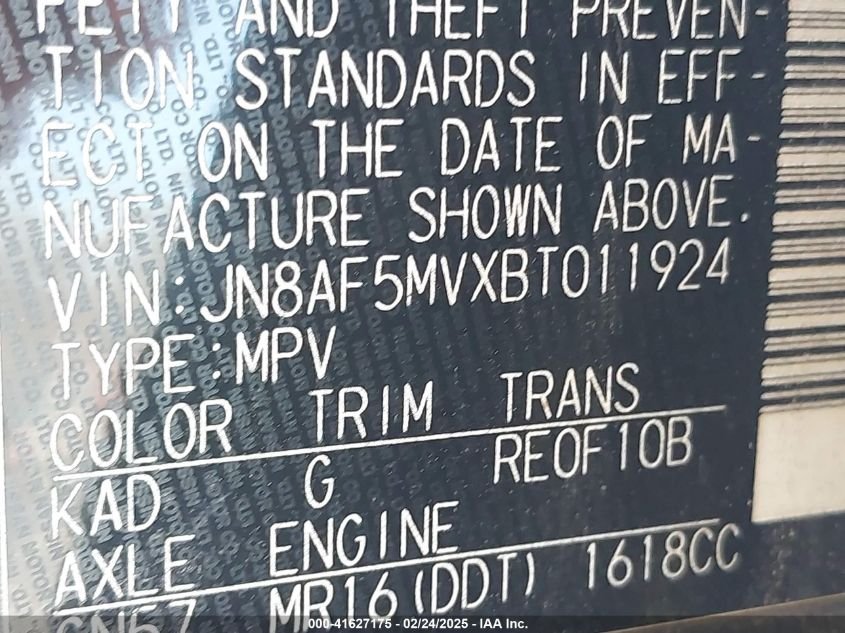 FETY AND THEFT PREVEN-
TION STANDARDS IN EFF-
ECT ON THE DATE OF MA-
NUFACTURE SHOWN ABOVE.
VIN:JN8AF5MVXBT011924
TYPE:MPV
COLOR TRIM TRANS
KAD G RE0F10B
AXLE ENGINE
GN57 MR16(DDT) 1618CC
000-41627175 - 02/24/2025 - IAA Inc.